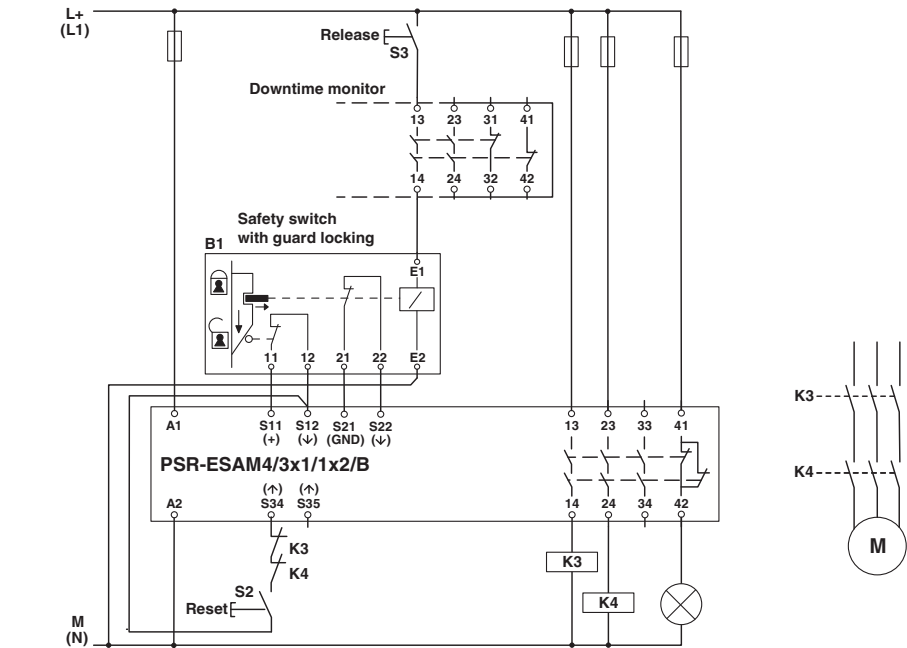 L+
(L1)
Release
S3
Downtime monitor
13 23 31 41
14 24 32 42
Safety switch
with guard locking
B1
E1
11 12 21 22 E2
A1 S11 S12 S21 S22 13 23 33 41
(+) (↓) (GND) (↓)
PSR-ESAM4/3x1/1x2/B
(↑) (↑)
A2 S34 S35 14 24 34 42
K3
K4
S2
Reset
K3
K4
M
(N)
K3
K4
M